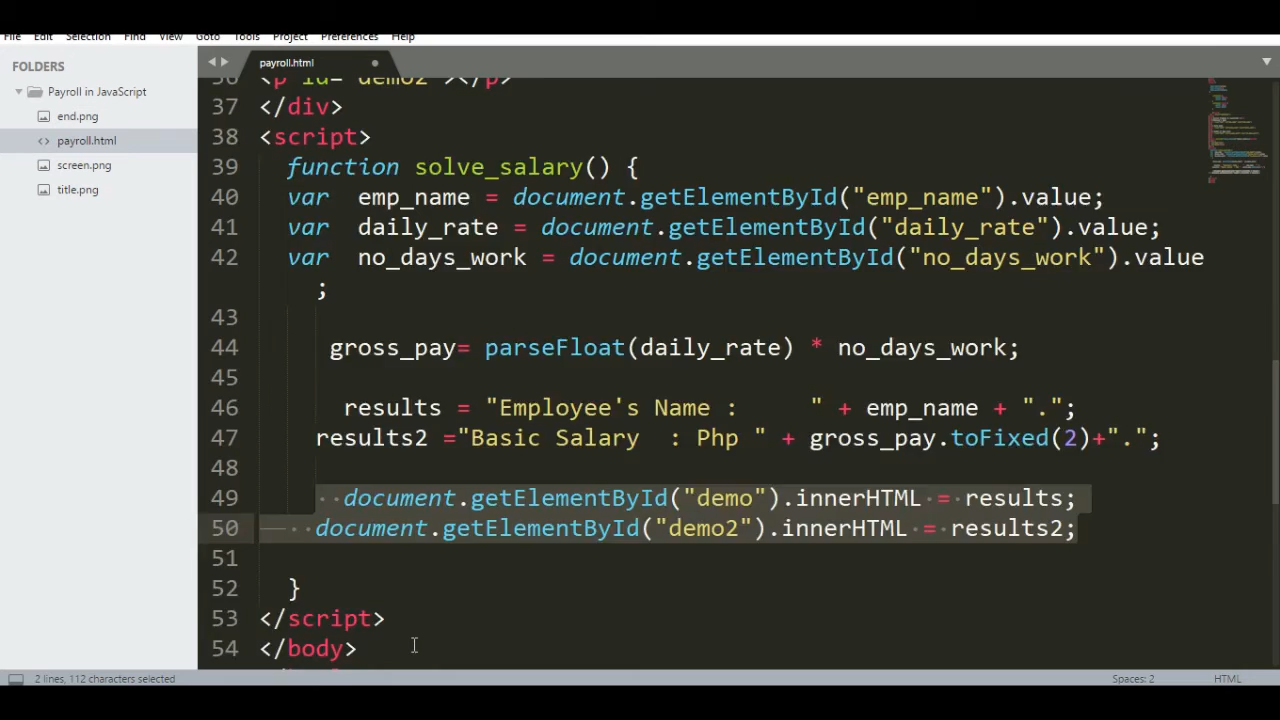 File Edit Selection Find View Goto Tools Project Preferences Help
FOLDERS
Payroll in JavaScript
end.png
payroll.html
screen.png
title.png
payroll.html
36 <p id="demo2"></p>
37 </div>
38 <script>
39 function solve_salary() {
40 var emp_name = document.getElementById("emp_name").value;
41 var daily_rate = document.getElementById("daily_rate").value;
42 var no_days_work = document.getElementById("no_days_work").value
;
43
44 gross_pay= parseFloat(daily_rate) * no_days_work;
45
46 results = "Employee's Name :     " + emp_name + ".";
47 results2 ="Basic Salary  : Php " + gross_pay.toFixed(2)+".";
48
49 document.getElementById("demo").innerHTML = results;
50 document.getElementById("demo2").innerHTML = results2;
51
52 }
53 </script>
54 </body>
2 lines, 112 characters selected
Spaces: 2
HTML